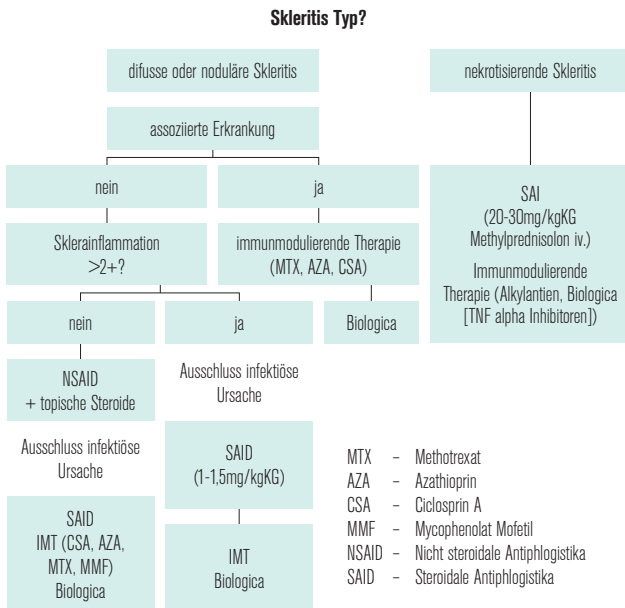 Skleritis Typ?
difusse oder noduläre Skleritis
nekrotisierende Skleritis
assoziierte Erkrankung
nein
ja
SAI
(20-30mg/kgKG
Methylprednisolon iv.)
Immunmodulierende
Therapie (Alkylantien, Biologica
[TNF alpha Inhibitoren])
Sklerainflammation
>2+?
immunmodulierende Therapie
(MTX, AZA, CSA)
nein
ja
Biologica
NSAID
+ topische Steroide
Ausschluss infektiöse
Ursache
Ausschluss infektiöse
Ursache
SAID
(1-1,5mg/kgKG)
SAID
IMT (CSA, AZA,
MTX, MMF)
Biologica
IMT
Biologica
MTX – Methotrexat
AZA – Azathioprin
CSA – Ciclosprin A
MMF – Mycophenolat Mofetil
NSAID – Nicht steroidale Antiphlogistika
SAID – Steroidale Antiphlogistika